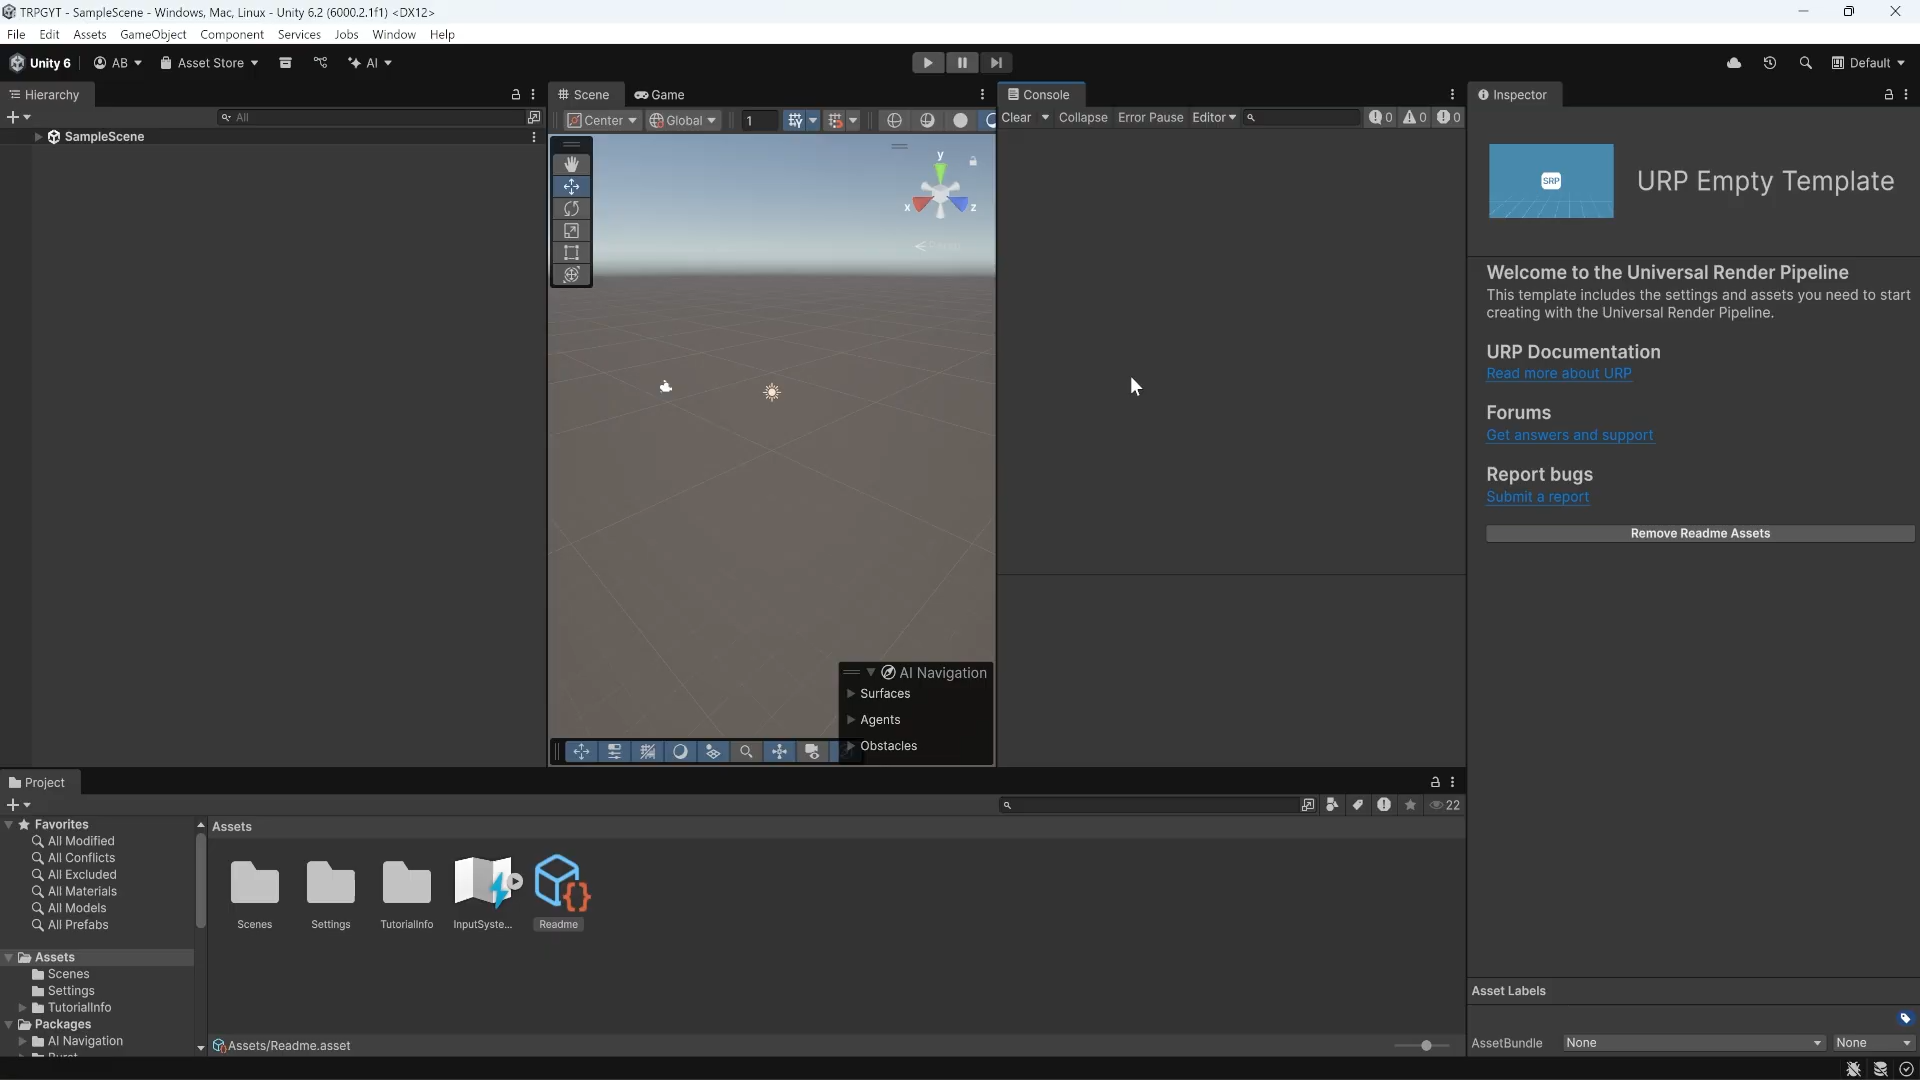 TRPGYT - SampleScene - Windows, Mac, Linux - Unity 6.2 (6000.2.1f1) <DX12>
File Edit Assets GameObject Component Services Jobs Window Help
Unity 6 AB Asset Store AI Default
Hierarchy
All
SampleScene
Scene Game
Center Global 1
y
x z
AI Navigation
Surfaces
Agents
Obstacles
Console
Clear Collapse Error Pause Editor 0 0 0
Inspector
SRP
URP Empty Template
Welcome to the Universal Render Pipeline
This template includes the settings and assets you need to start
creating with the Universal Render Pipeline.
URP Documentation
Read more about URP
Forums
Get answers and support
Report bugs
Submit a report
Remove Readme Assets
Project
22
Favorites
All Modified
All Conflicts
All Excluded
All Materials
All Models
All Prefabs
Assets
Scenes
Settings
TutorialInfo
Packages
AI Navigation
Assets
Scenes Settings TutorialInfo InputSyste... Readme
Assets/Readme.asset
Asset Labels
AssetBundle None None